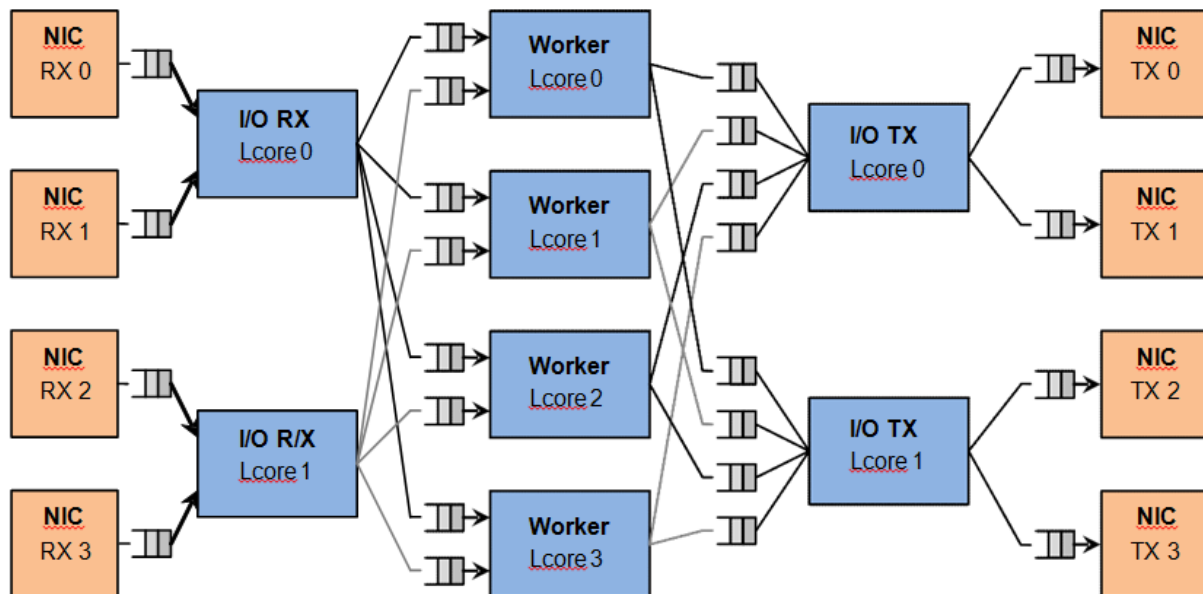 NIC
RX 0
NIC
RX 1
NIC
RX 2
NIC
RX 3
I/O RX
Lcore 0
I/O R/X
Lcore 1
Worker
Lcore 0
Worker
Lcore 1
Worker
Lcore 2
Worker
Lcore 3
I/O TX
Lcore 0
I/O TX
Lcore 1
NIC
TX 0
NIC
TX 1
NIC
TX 2
NIC
TX 3